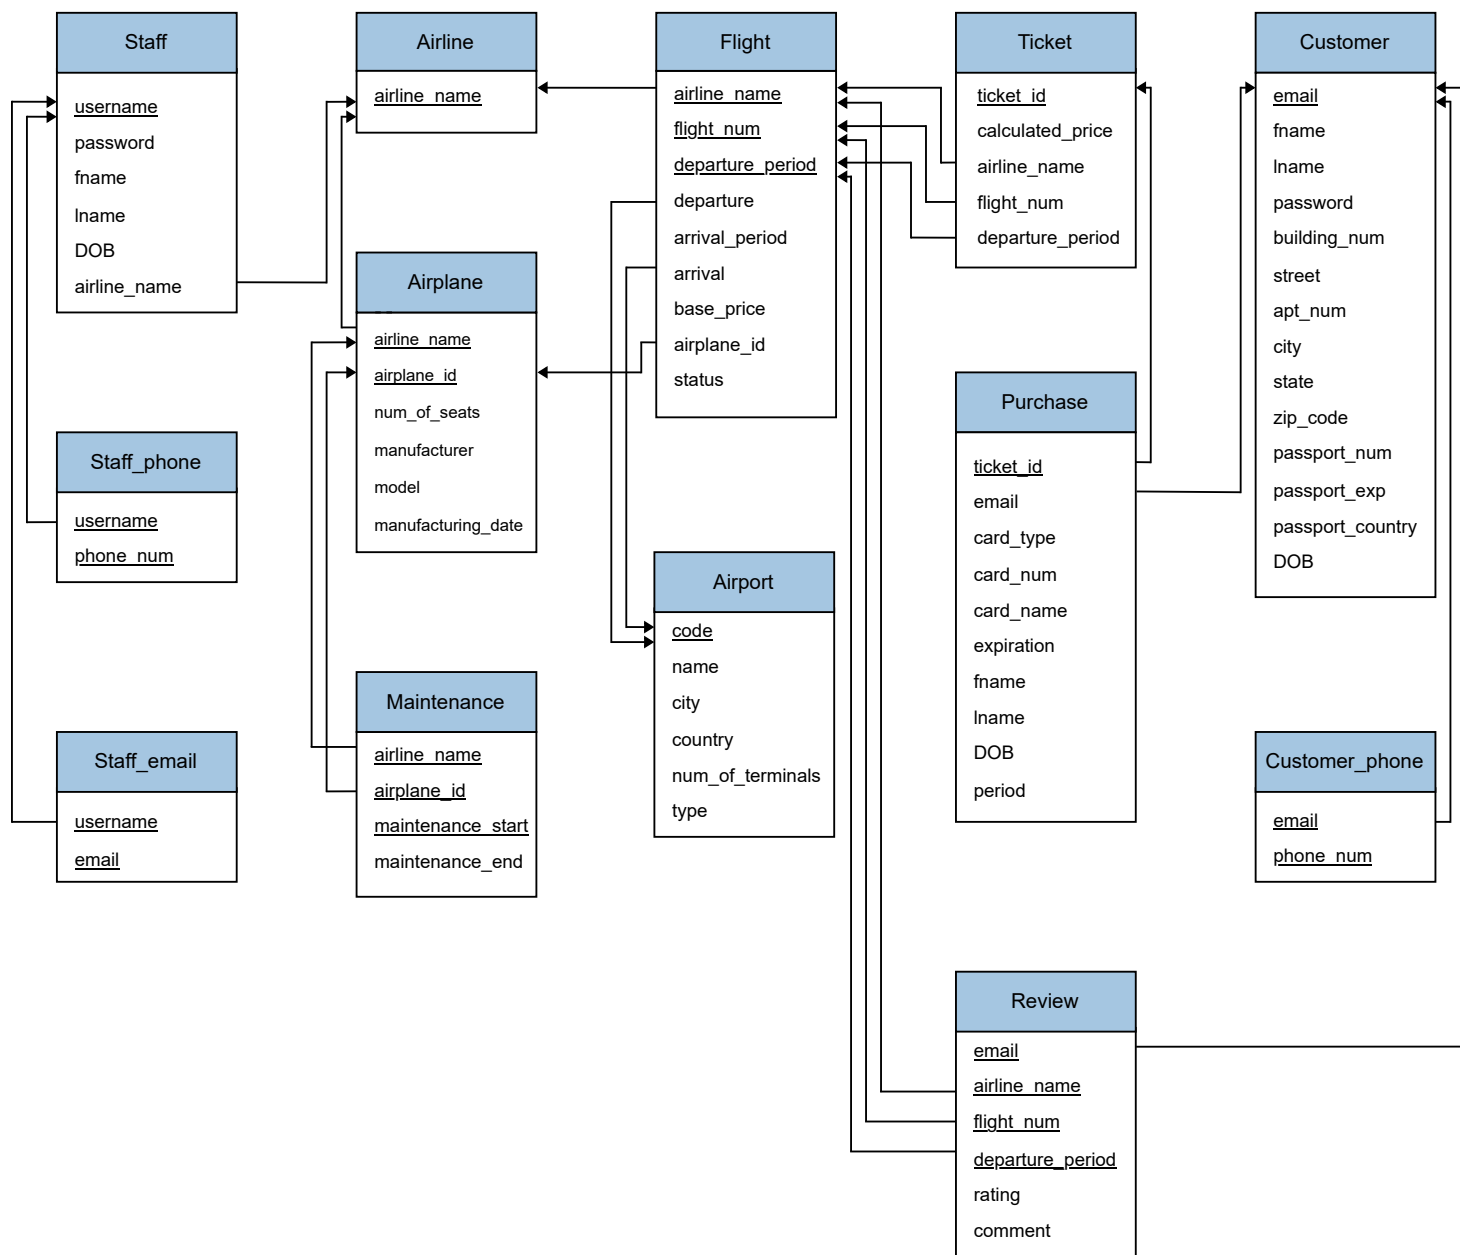 Staff
username
password
fname
lname
DOB
airline_name
Staff_phone
username
phone_num
Staff_email
username
email
Airline
airline_name
Airplane
airline_name
airplane_id
num_of_seats
manufacturer
model
manufacturing_date
Maintenance
airline_name
airplane_id
maintenance_start
maintenance_end
Flight
airline_name
flight_num
departure_period
departure
arrival_period
arrival
base_price
airplane_id
status
Airport
code
name
city
country
num_of_terminals
type
Ticket
ticket_id
calculated_price
airline_name
flight_num
departure_period
Purchase
ticket_id
email
card_type
card_num
card_name
expiration
fname
lname
DOB
period
Review
email
airline_name
flight_num
departure_period
rating
comment
Customer
email
fname
lname
password
building_num
street
apt_num
city
state
zip_code
passport_num
passport_exp
passport_country
DOB
Customer_phone
email
phone_num